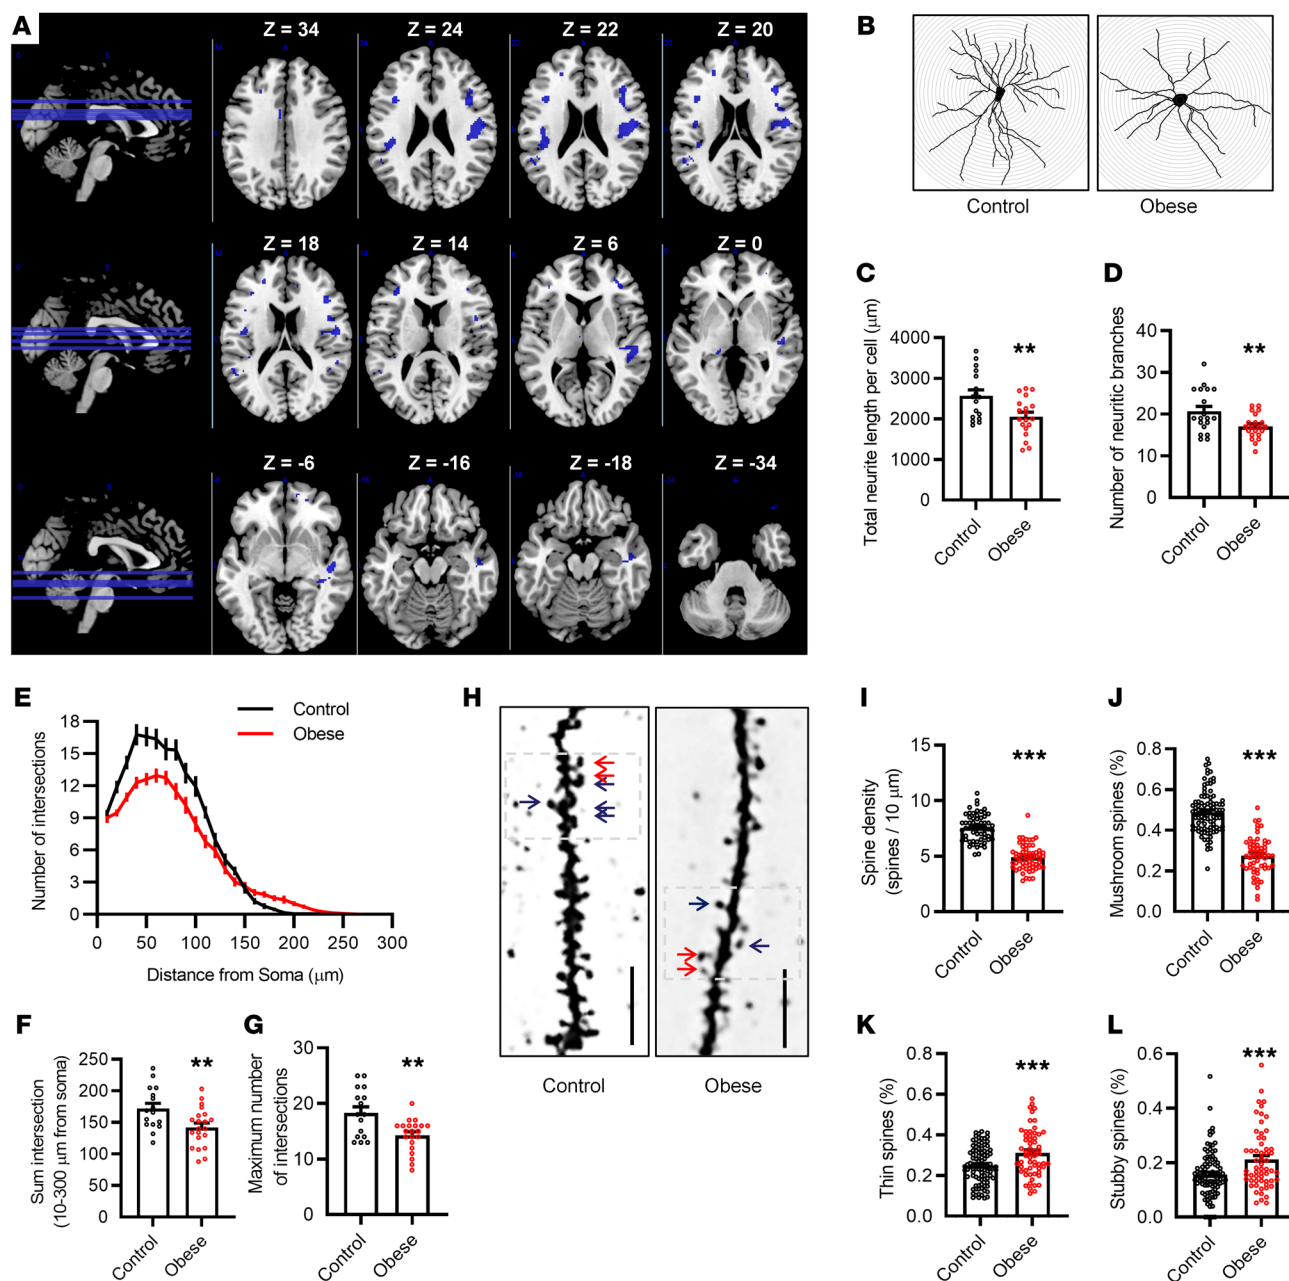 A
Z = 34
Z = 24
Z = 22
Z = 20
Z = 18
Z = 14
Z = 6
Z = 0
Z = -6
Z = -16
Z = -18
Z = -34
B
Control
Obese
C
Total neurite length per cell (μm)
4000
3000
2000
1000
0
**
Control
Obese
D
Number of neuritic branches
40
30
20
10
0
**
Control
Obese
E
Number of intersections
18
15
12
9
6
3
0
Control
Obese
0
50
100
150
200
250
300
Distance from Soma (μm)
F
Sum intersection
(10-300 μm from soma)
250
200
150
100
50
0
**
Control
Obese
G
Maximum number
of intersections
30
20
10
0
**
Control
Obese
H
Control
Obese
I
Spine density
(spines / 10 μm)
15
10
5
0
***
Control
Obese
J
Mushroom spines (%)
0.8
0.6
0.4
0.2
0.0
***
Control
Obese
K
Thin spines (%)
0.8
0.6
0.4
0.2
0.0
***
Control
Obese
L
Stubby spines (%)
0.6
0.4
0.2
0.0
***
Control
Obese